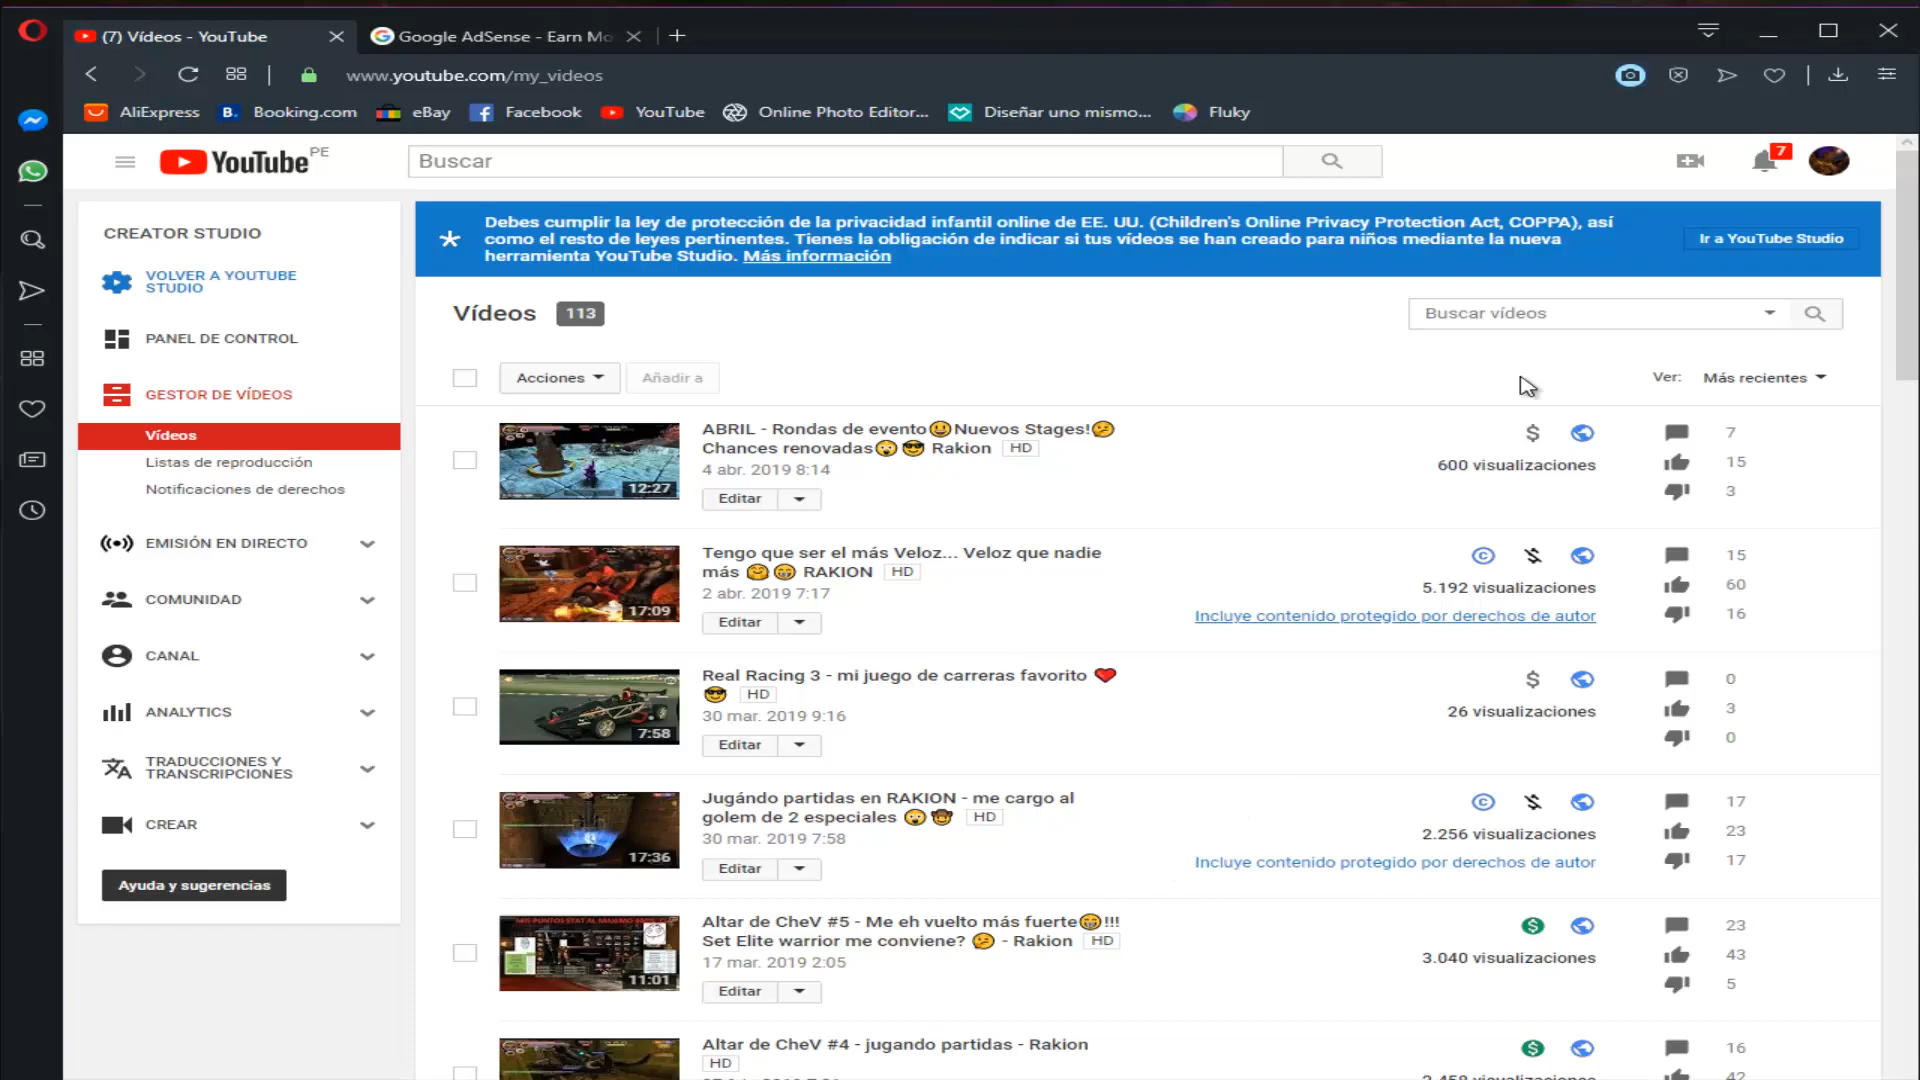 (7) Vídeos - YouTube
Google AdSense - Earn Mo
www.youtube.com/my_videos
AliExpress
Booking.com
eBay
Facebook
YouTube
Online Photo Editor...
Diseñar uno mismo...
Fluky
YouTube PE
Buscar
7
CREATOR STUDIO
VOLVER A YOUTUBE
STUDIO
PANEL DE CONTROL
GESTOR DE VÍDEOS
Vídeos
Listas de reproducción
Notificaciones de derechos
EMISIÓN EN DIRECTO
COMUNIDAD
CANAL
ANALYTICS
TRADUCCIONES Y
TRANSCRIPCIONES
CREAR
Ayuda y sugerencias
Debes cumplir la ley de protección de la privacidad infantil online de EE. UU. (Children's Online Privacy Protection Act, COPPA), así
como el resto de leyes pertinentes. Tienes la obligación de indicar si tus vídeos se han creado para niños mediante la nueva
herramienta YouTube Studio. Más información
Ir a YouTube Studio
Vídeos 113
Buscar vídeos
Acciones
Añadir a
Ver: Más recientes
12:27
ABRIL - Rondas de evento😃Nuevos Stages!😕
Chances renovadas😲 😎 Rakion HD
4 abr. 2019 8:14
Editar
600 visualizaciones
7
15
3
17:09
Tengo que ser el más Veloz... Veloz que nadie
más 🤗 😁 RAKION HD
2 abr. 2019 7:17
Editar
5.192 visualizaciones
Incluye contenido protegido por derechos de autor
15
60
16
7:58
Real Racing 3 - mi juego de carreras favorito ❤
😎 HD
30 mar. 2019 9:16
Editar
26 visualizaciones
0
3
0
17:36
Jugándo partidas en RAKION - me cargo al
golem de 2 especiales 😲 🤠 HD
30 mar. 2019 7:58
Editar
2.256 visualizaciones
Incluye contenido protegido por derechos de autor
17
23
17
11:01
Altar de CheV #5 - Me eh vuelto más fuerte😁!!!
Set Elite warrior me conviene? 🤔 - Rakion HD
17 mar. 2019 2:05
Editar
3.040 visualizaciones
23
43
5
Altar de CheV #4 - jugando partidas - Rakion
HD
16